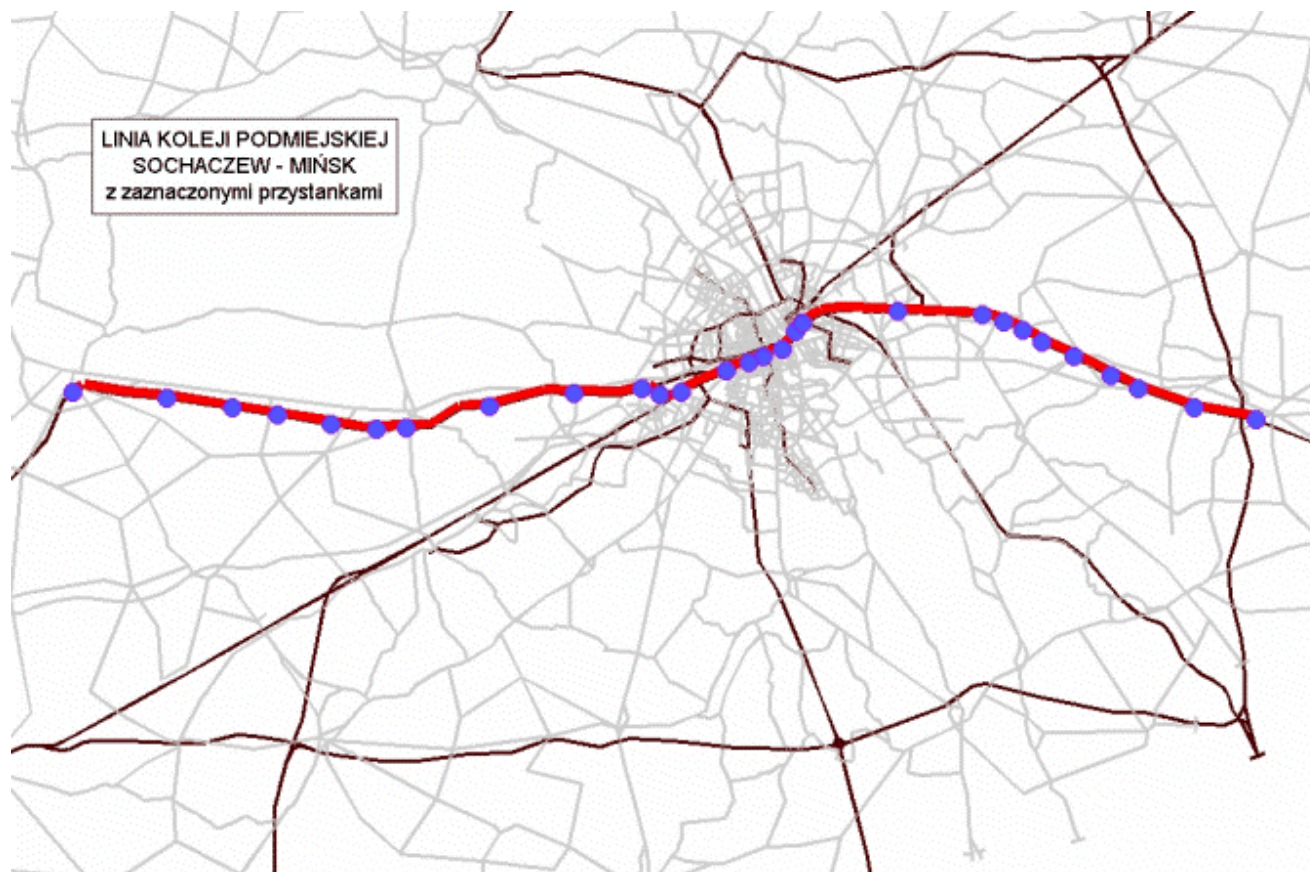 LINIA KOLEJI PODMIEJSKIEJ
SOCHACZEW - MIŃSK
z zaznaczonymi przystankami